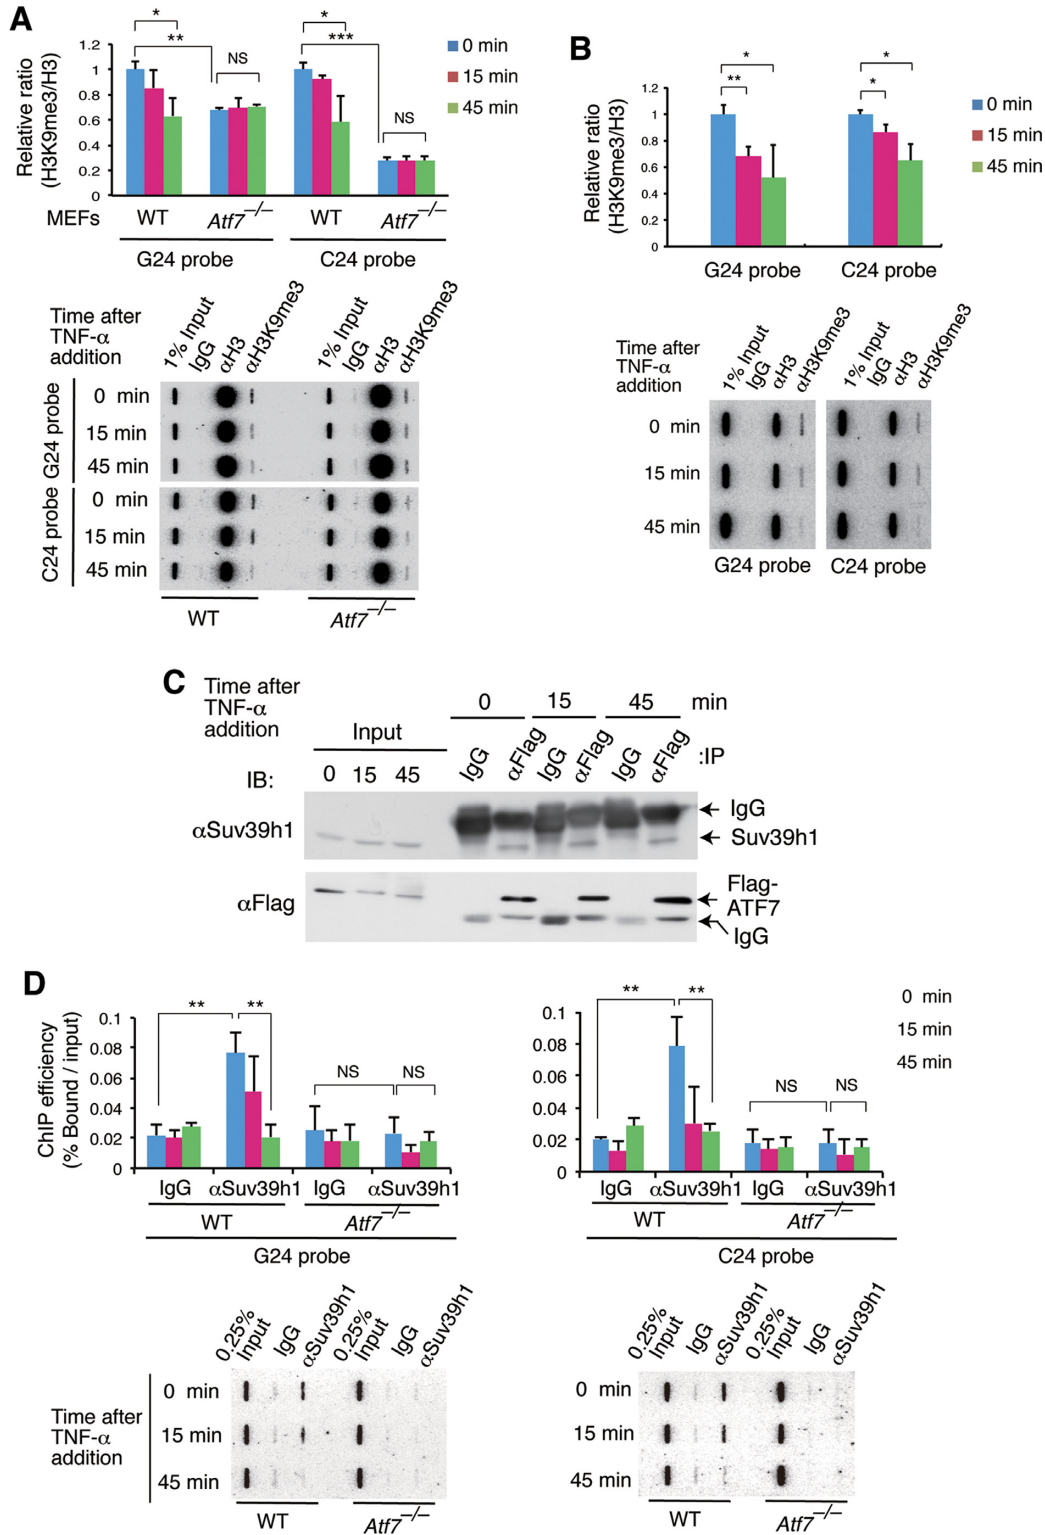 A
Relative ratio
(H3K9me3/H3)
1.2
1
0.8
0.6
0.4
0.2
0
*
**
NS
*
***
NS
0 min
15 min
45 min
MEFs
WT
Atf7−/−
WT
Atf7−/−
G24 probe
C24 probe
Time after
TNF-α
addition
1% Input
IgG
αH3
αH3K9me3
1% Input
IgG
αH3
αH3K9me3
G24 probe
0 min
15 min
45 min
C24 probe
0 min
15 min
45 min
WT
Atf7−/−
B
Relative ratio
(H3K9me3/H3)
1.2
1
0.8
0.6
0.4
0.2
0
*
**
*
*
0 min
15 min
45 min
G24 probe
C24 probe
Time after
TNF-α
addition
1% Input
IgG
αH3
αH3K9me3
1% Input
IgG
αH3
αH3K9me3
0 min
15 min
45 min
G24 probe
C24 probe
C
Time after
TNF-α
addition
0
15
45
min
Input
IgG
αFlag
IgG
αFlag
IgG
αFlag
:IP
IB:
0
15
45
αSuv39h1
IgG
Suv39h1
αFlag
Flag-
ATF7
IgG
D
ChIP efficiency
(% Bound / input)
0.1
0.08
0.06
0.04
0.02
0
**
**
NS
NS
IgG
αSuv39h1
IgG
αSuv39h1
WT
Atf7−/−
G24 probe
0.1
0.08
0.06
0.04
0.02
0
**
**
NS
NS
0 min
15 min
45 min
IgG
αSuv39h1
IgG
αSuv39h1
WT
Atf7−/−
C24 probe
0.25%
Input
IgG
αSuv39h1
0.25%
Input
IgG
αSuv39h1
Time after
TNF-α
addition
0 min
15 min
45 min
WT
Atf7−/−
0.25%
Input
IgG
αSuv39h1
0.25%
Input
IgG
αSuv39h1
0 min
15 min
45 min
WT
Atf7−/−